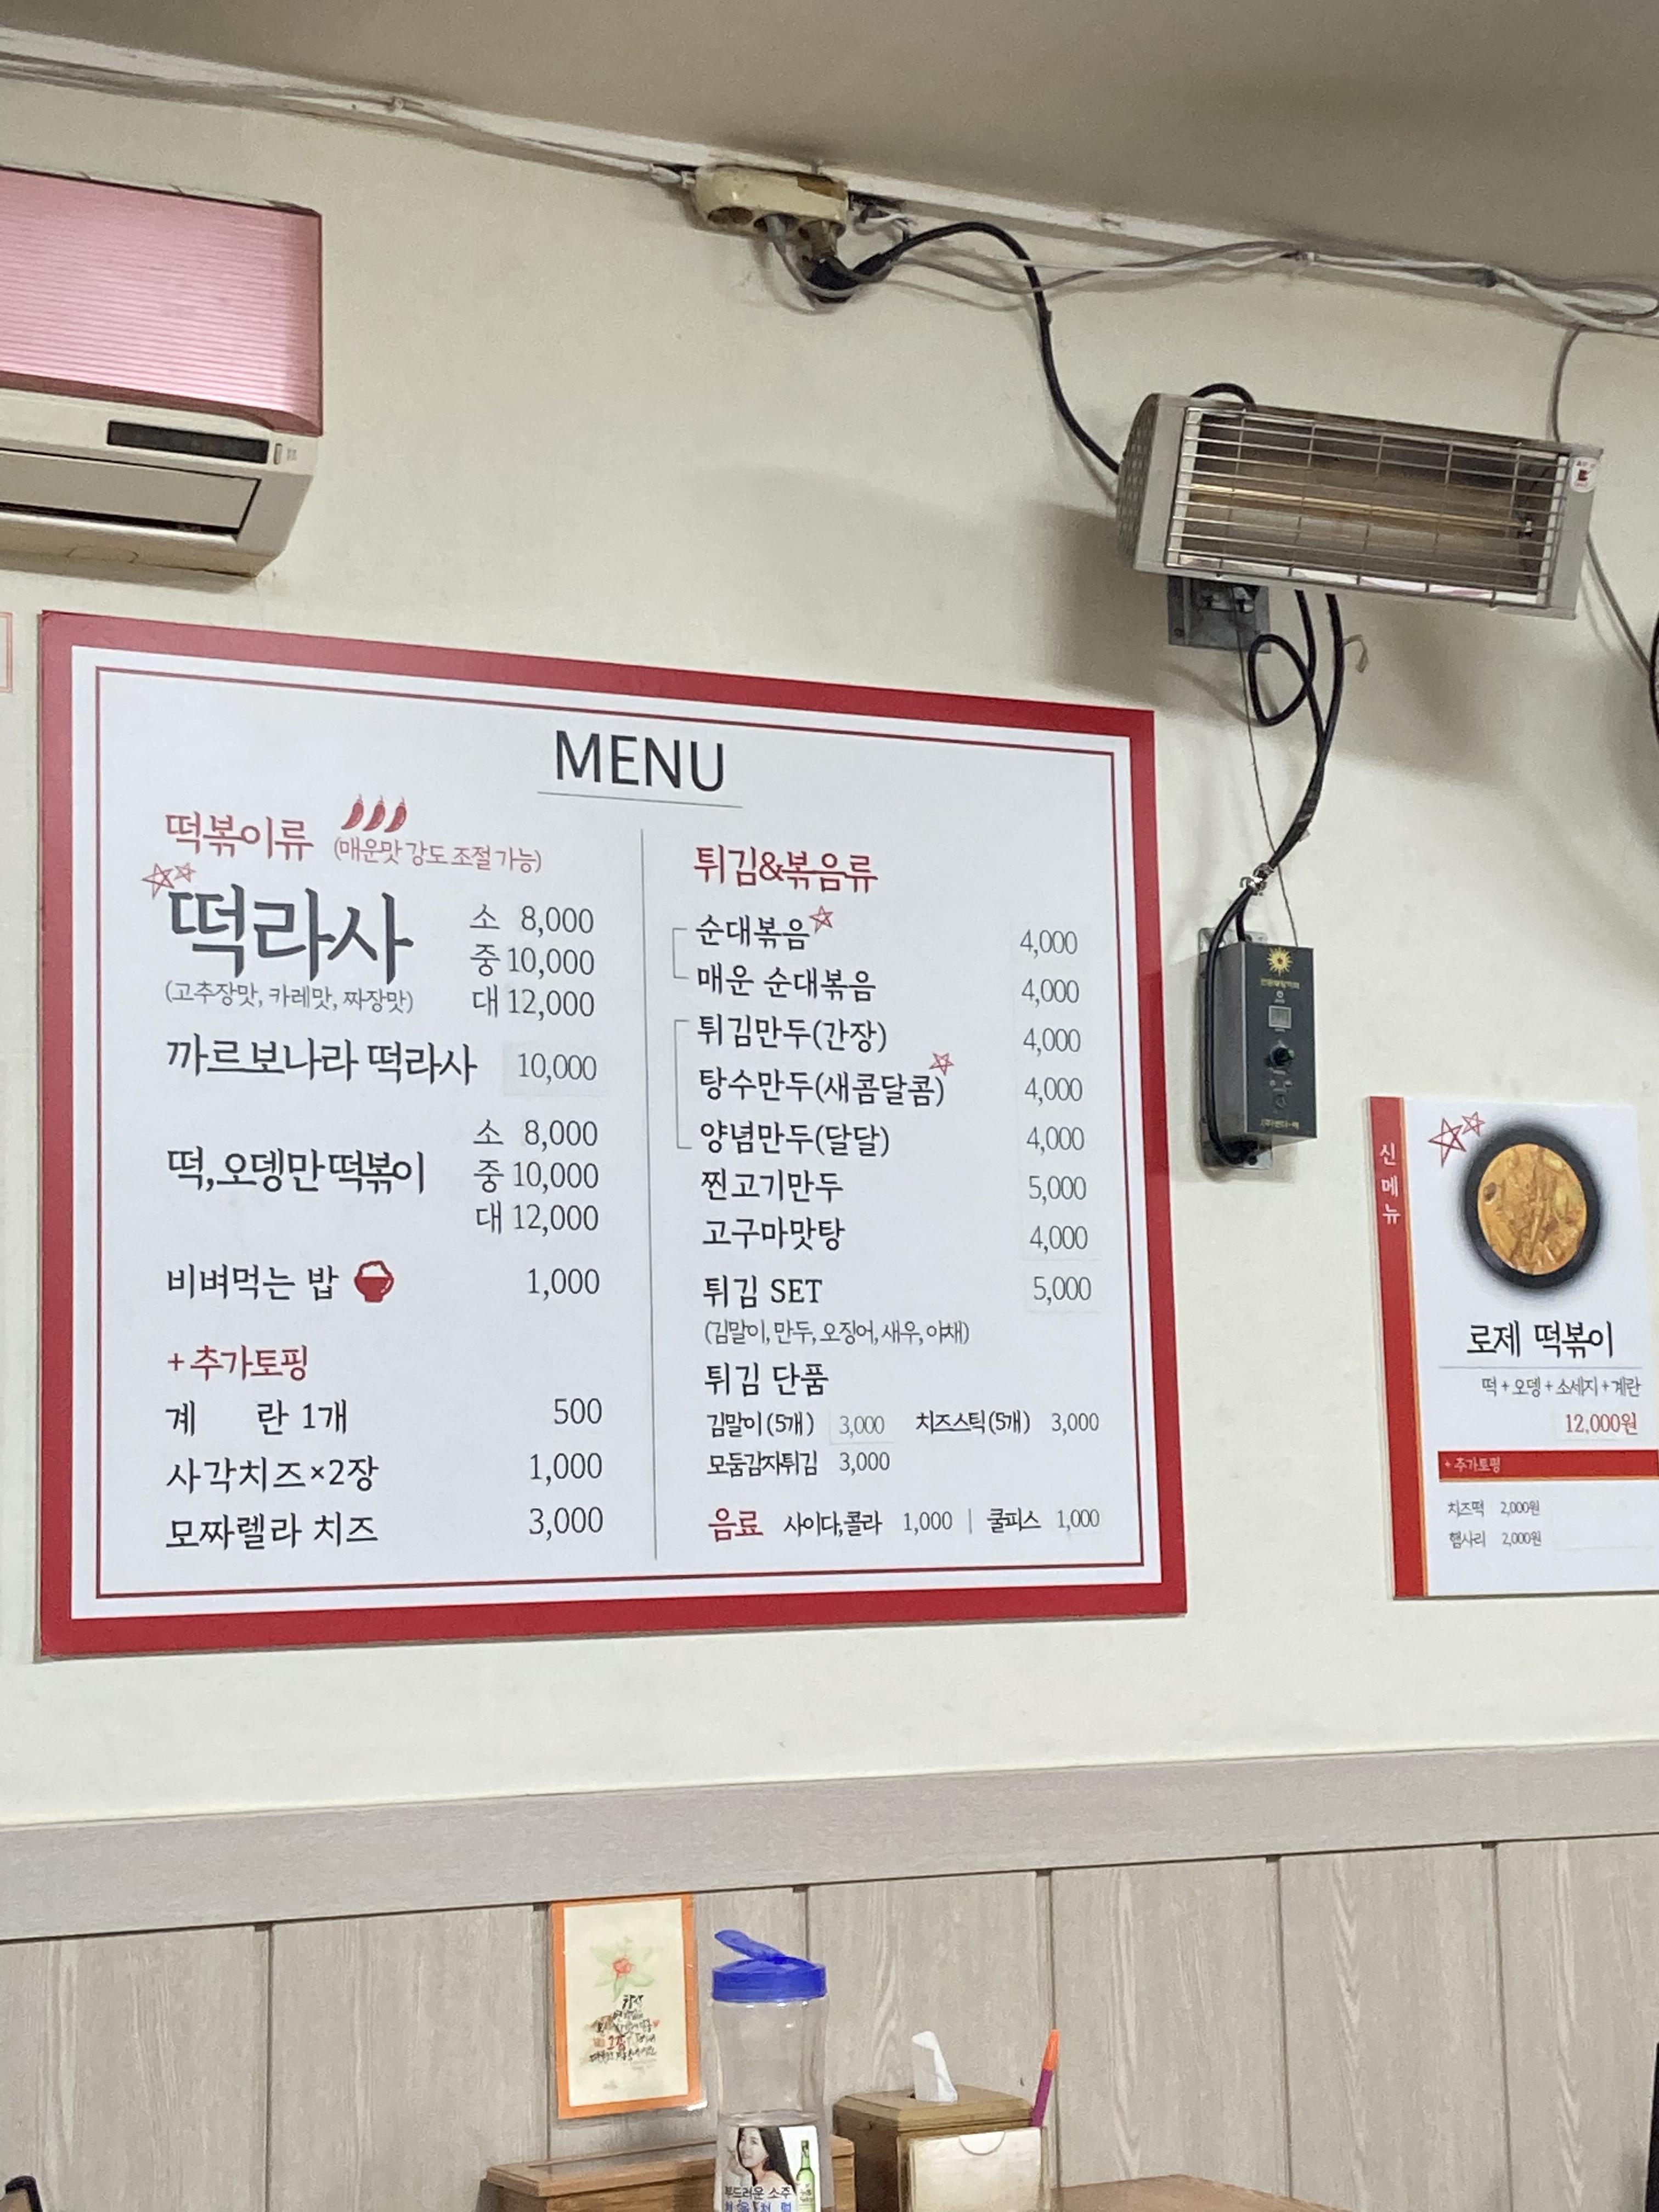 MENU
떡볶이류 (매운맛 강도 조절 가능)
떡라사
소 8,000
중 10,000
대 12,000
(고추장맛, 카레맛, 짜장맛)
까르보나라 떡라사 10,000
떡,오뎅만 떡볶이
소 8,000
중 10,000
대 12,000
비벼먹는 밥 1,000
+추가토핑
계 란 1개 500
사각치즈×2장 1,000
모짜렐라 치즈 3,000
튀김&볶음류
순대볶음 4,000
매운 순대볶음 4,000
튀김만두(간장) 4,000
탕수만두(새콤달콤) 4,000
양념만두(달달) 4,000
찐고기만두 5,000
고구마맛탕 4,000
튀김 SET 5,000
(김말이, 만두, 오징어, 새우, 야채)
튀김 단품
김말이(5개) 3,000 치즈스틱(5개) 3,000
모둠감자튀김 3,000
음료 사이다,콜라 1,000 | 쿨피스 1,000
신메뉴
로제 떡볶이
떡+오뎅+소세지+계란
12,000원
+ 추가토핑
치즈떡 2,000원
햄사리 2,000원
부드러운 소주
처음처럼